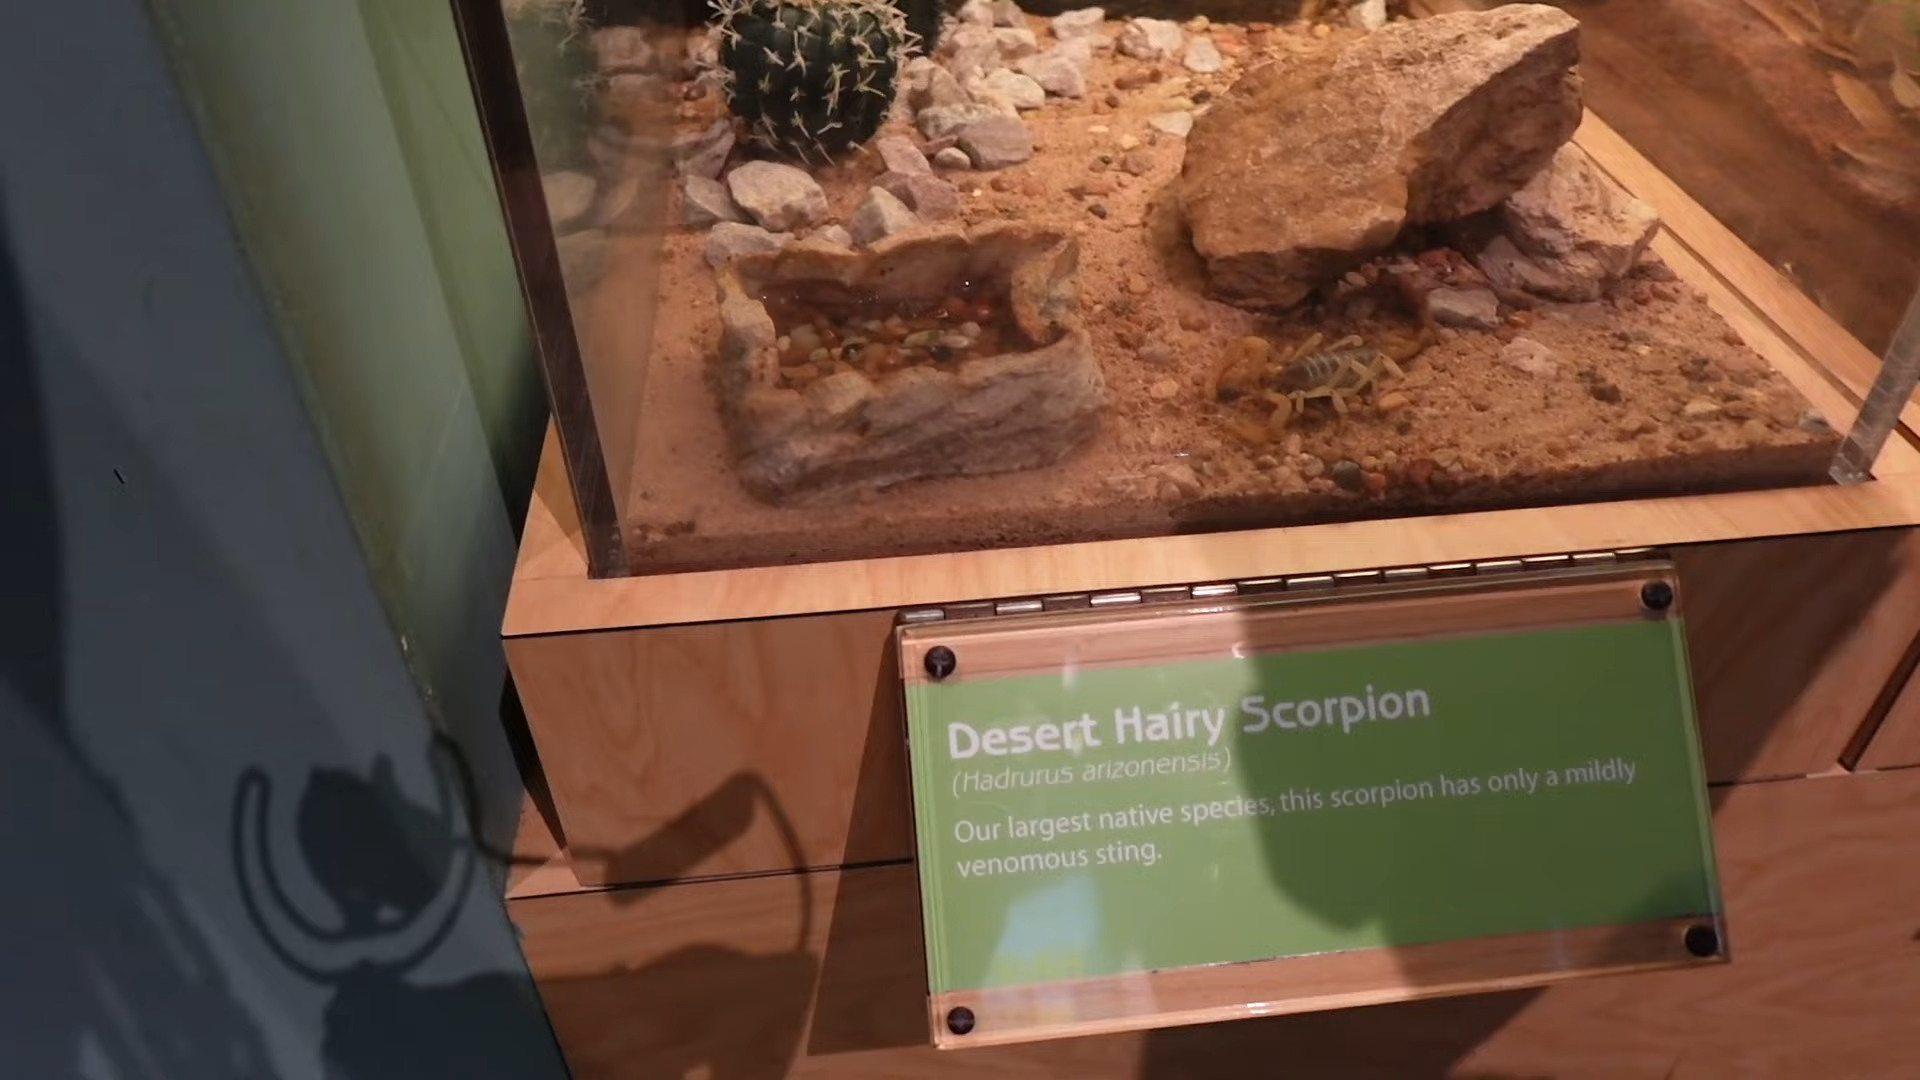 Desert Hairy Scorpion
(Hadrurus arizonensis)
Our largest native species, this scorpion has only a mildly
venomous sting.